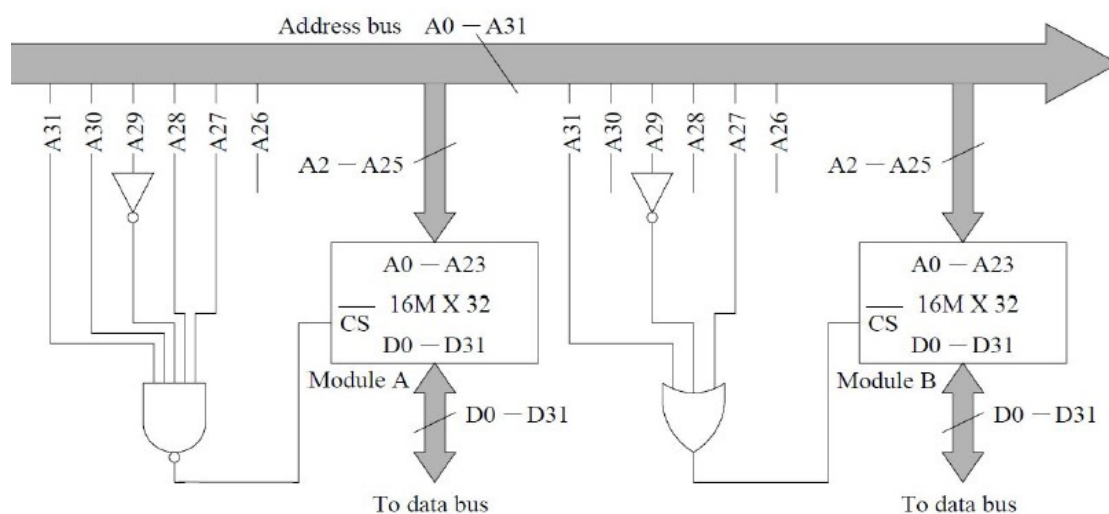 Address bus A0 – A31
A31 A30 A29 A28 A27 A26
A31 A30 A29 A28 A27 A26
A2 – A25
A2 – A25
A0 – A23
16M X 32
CS
D0 – D31
Module A
D0 – D31
To data bus
A0 – A23
16M X 32
CS
D0 – D31
Module B
D0 – D31
To data bus